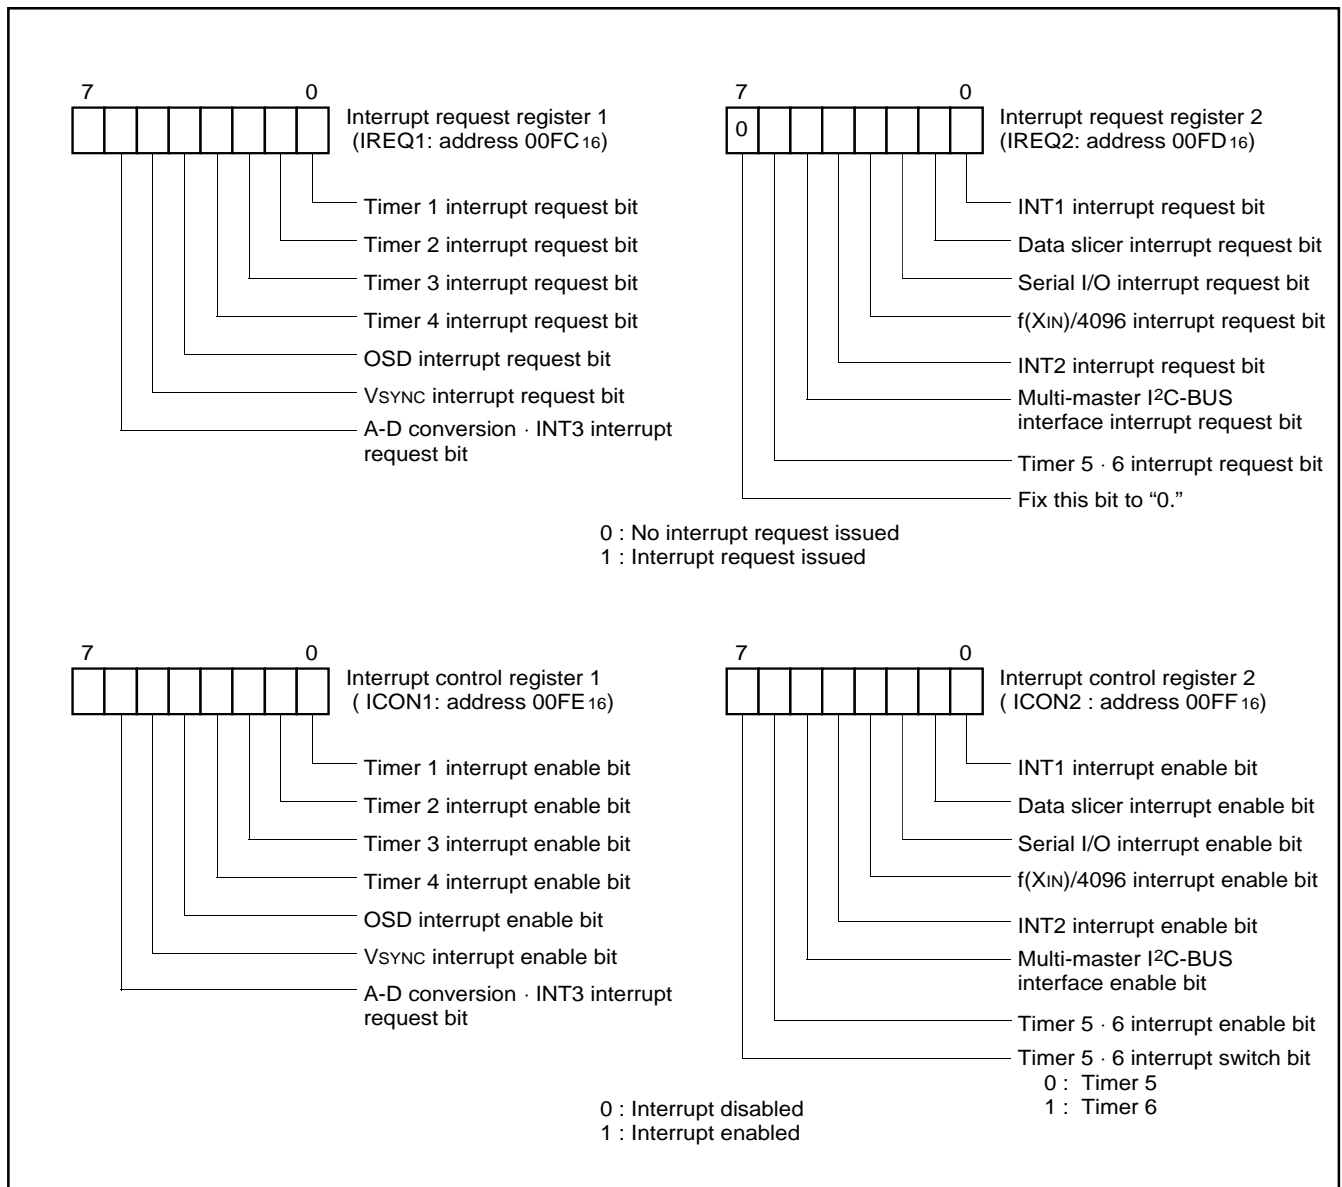 7 0
Interrupt request register 1
(IREQ1: address 00FC16)
Timer 1 interrupt request bit
Timer 2 interrupt request bit
Timer 3 interrupt request bit
Timer 4 interrupt request bit
OSD interrupt request bit
VSYNC interrupt request bit
A-D conversion · INT3 interrupt
request bit
7 0
0
Interrupt request register 2
(IREQ2: address 00FD16)
INT1 interrupt request bit
Data slicer interrupt request bit
Serial I/O interrupt request bit
f(XIN)/4096 interrupt request bit
INT2 interrupt request bit
Multi-master I2C-BUS
interface interrupt request bit
Timer 5 · 6 interrupt request bit
Fix this bit to “0.”
0 : No interrupt request issued
1 : Interrupt request issued
7 0
Interrupt control register 1
( ICON1: address 00FE16)
Timer 1 interrupt enable bit
Timer 2 interrupt enable bit
Timer 3 interrupt enable bit
Timer 4 interrupt enable bit
OSD interrupt enable bit
VSYNC interrupt enable bit
A-D conversion · INT3 interrupt
request bit
7 0
Interrupt control register 2
( ICON2 : address 00FF16)
INT1 interrupt enable bit
Data slicer interrupt enable bit
Serial I/O interrupt enable bit
f(XIN)/4096 interrupt enable bit
INT2 interrupt enable bit
Multi-master I2C-BUS
interface enable bit
Timer 5 · 6 interrupt enable bit
Timer 5 · 6 interrupt switch bit
0 : Timer 5
1 : Timer 6
0 : Interrupt disabled
1 : Interrupt enabled